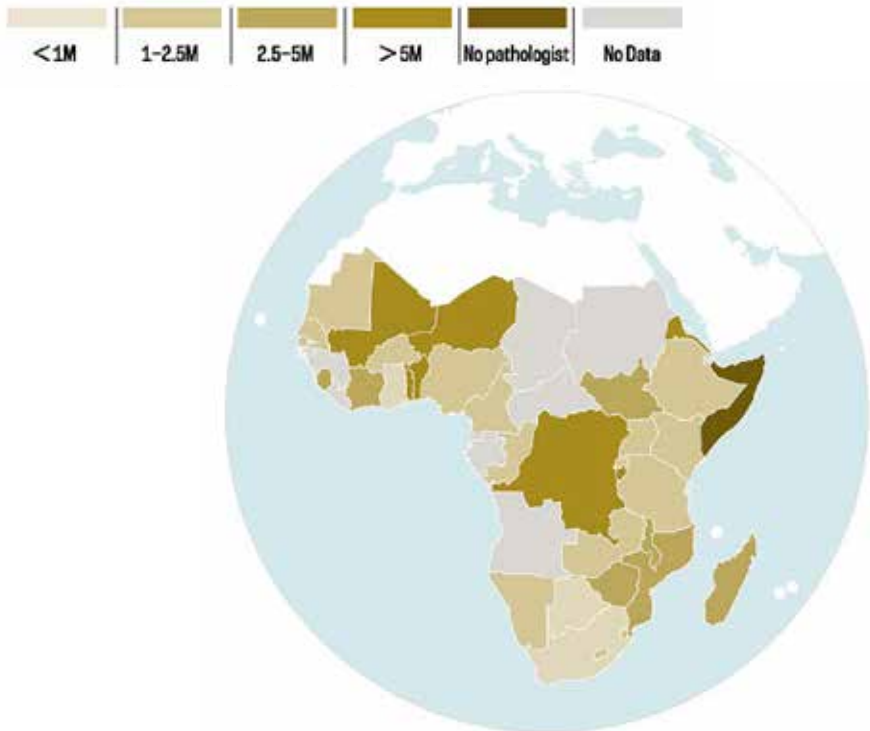 <1M
1-2.5M
2.5-5M
>5M
No pathologist
No Data